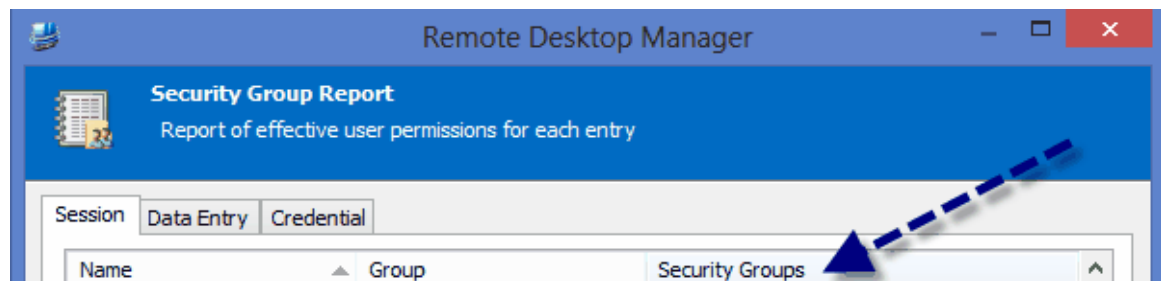 Remote Desktop Manager
Security Group Report
Report of effective user permissions for each entry
Session Data Entry Credential
Name Group Security Groups